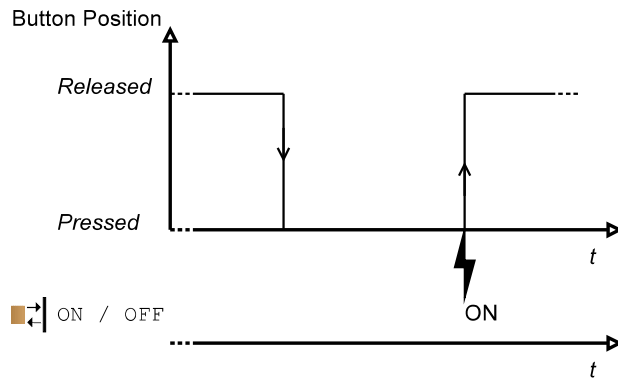 Button Position
Released
Pressed
t
ON / OFF
ON
t